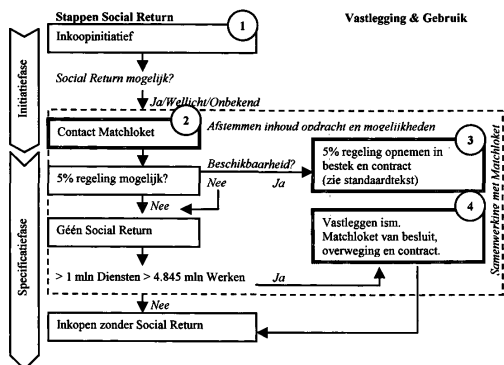 Stappen Social Return
Vastlegging & Gebruik
1
Inkoopinitiatief
Initiatiefase
Social Return mogelijk?
Ja/Wellicht/Onbekend
2
Contact Matchloket
Afstemmen inhoud opdracht en mogelijkheden
3
5% regeling mogelijk?
Beschikbaarheid?
Nee Ja
5% regeling opnemen in
bestek en contract
(zie standaardtekst)
Nee
4
Géén Social Return
Vastleggen ism.
Matchloket van besluit,
overweging en contract.
Samenwerking met Matchloket
Specificatiefase
> 1 mln Diensten > 4.845 mln Werken
Ja
Nee
Inkopen zonder Social Return